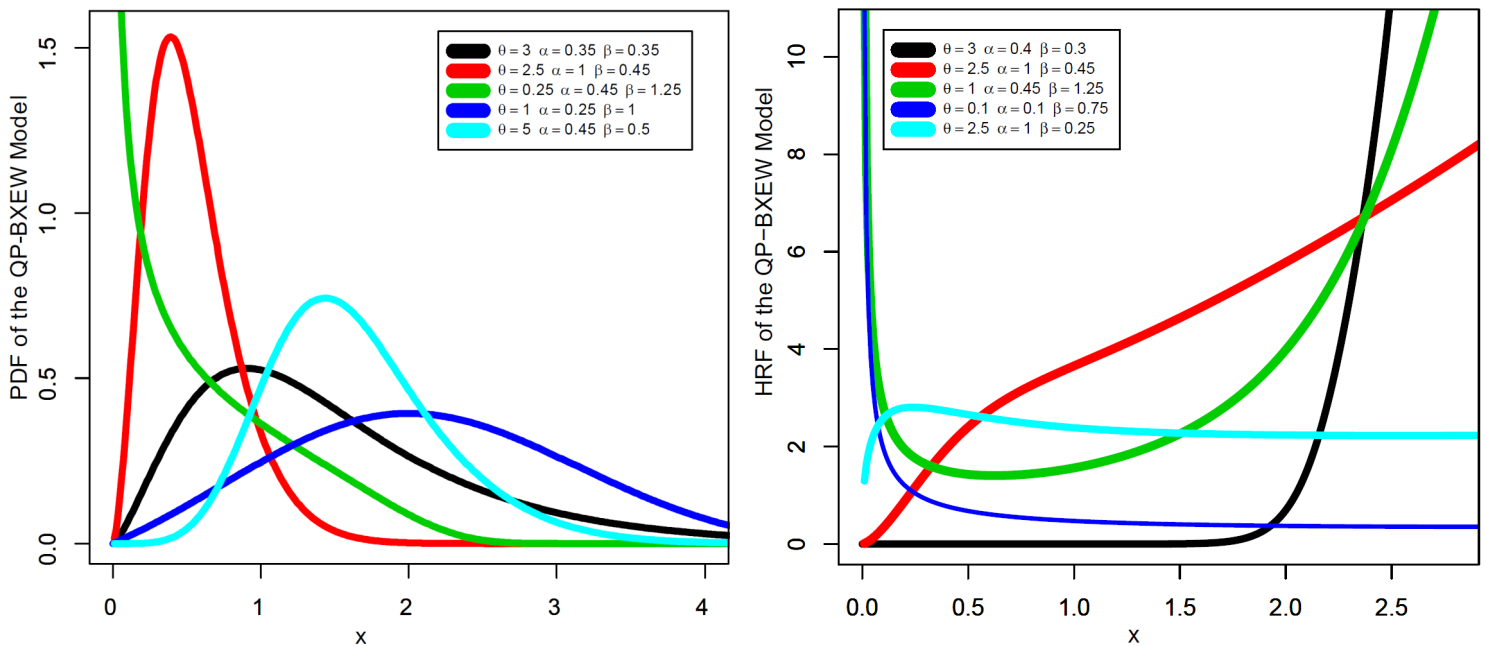 PDF of the QP-BXEW Model
1.5
1.0
0.5
0.0
θ = 3 α = 0.35 β = 0.35
θ = 2.5 α = 1 β = 0.45
θ = 0.25 α = 0.45 β = 1.25
θ = 1 α = 0.25 β = 1
θ = 5 α = 0.45 β = 0.5
0 1 2 3 4
x
HRF of the QP−BXEW Model
10
8
6
4
2
0
θ = 3 α = 0.4 β = 0.3
θ = 2.5 α = 1 β = 0.45
θ = 1 α = 0.45 β = 1.25
θ = 0.1 α = 0.1 β = 0.75
θ = 2.5 α = 1 β = 0.25
0.0 0.5 1.0 1.5 2.0 2.5
x